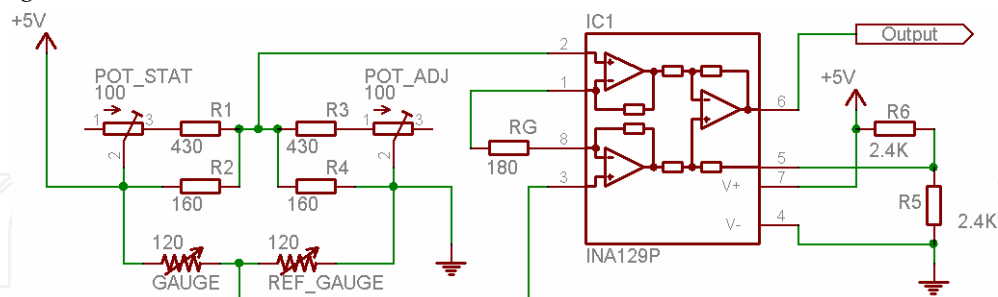 +5V
POT_STAT
100
1
3
2
R1
430
R2
160
R3
430
R4
160
POT_ADJ
100
1
3
2
120
GAUGE
120
REF_GAUGE
RG
180
IC1
2
1
8
3
6
5
7
4
V+
V-
INA129P
Output
+5V
R6
2.4K
R5
2.4K